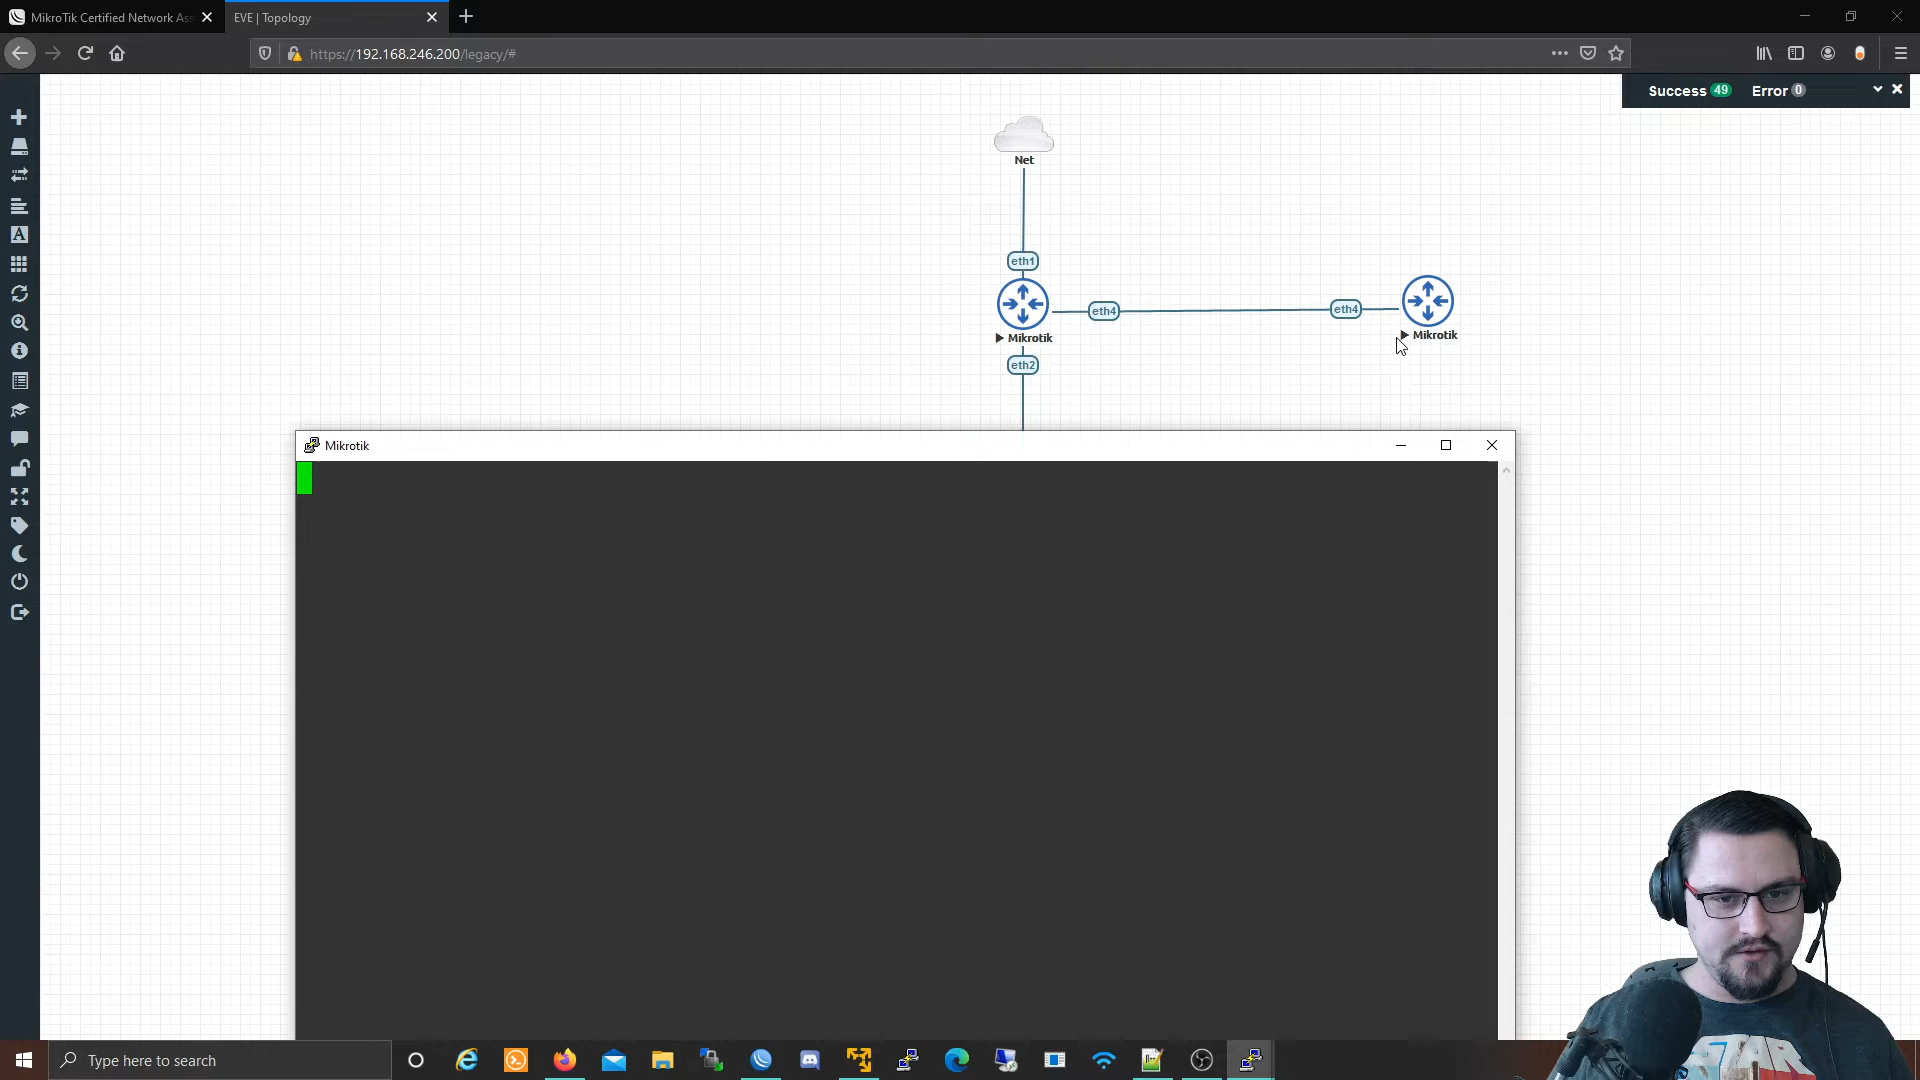 MikroTik Certified Network As
EVE | Topology
https://192.168.246.200/legacy/#
Success 49 Error 0
Net
eth1
eth4
eth4
Mikrotik
Mikrotik
eth2
Mikrotik
A
Type here to search
STAR